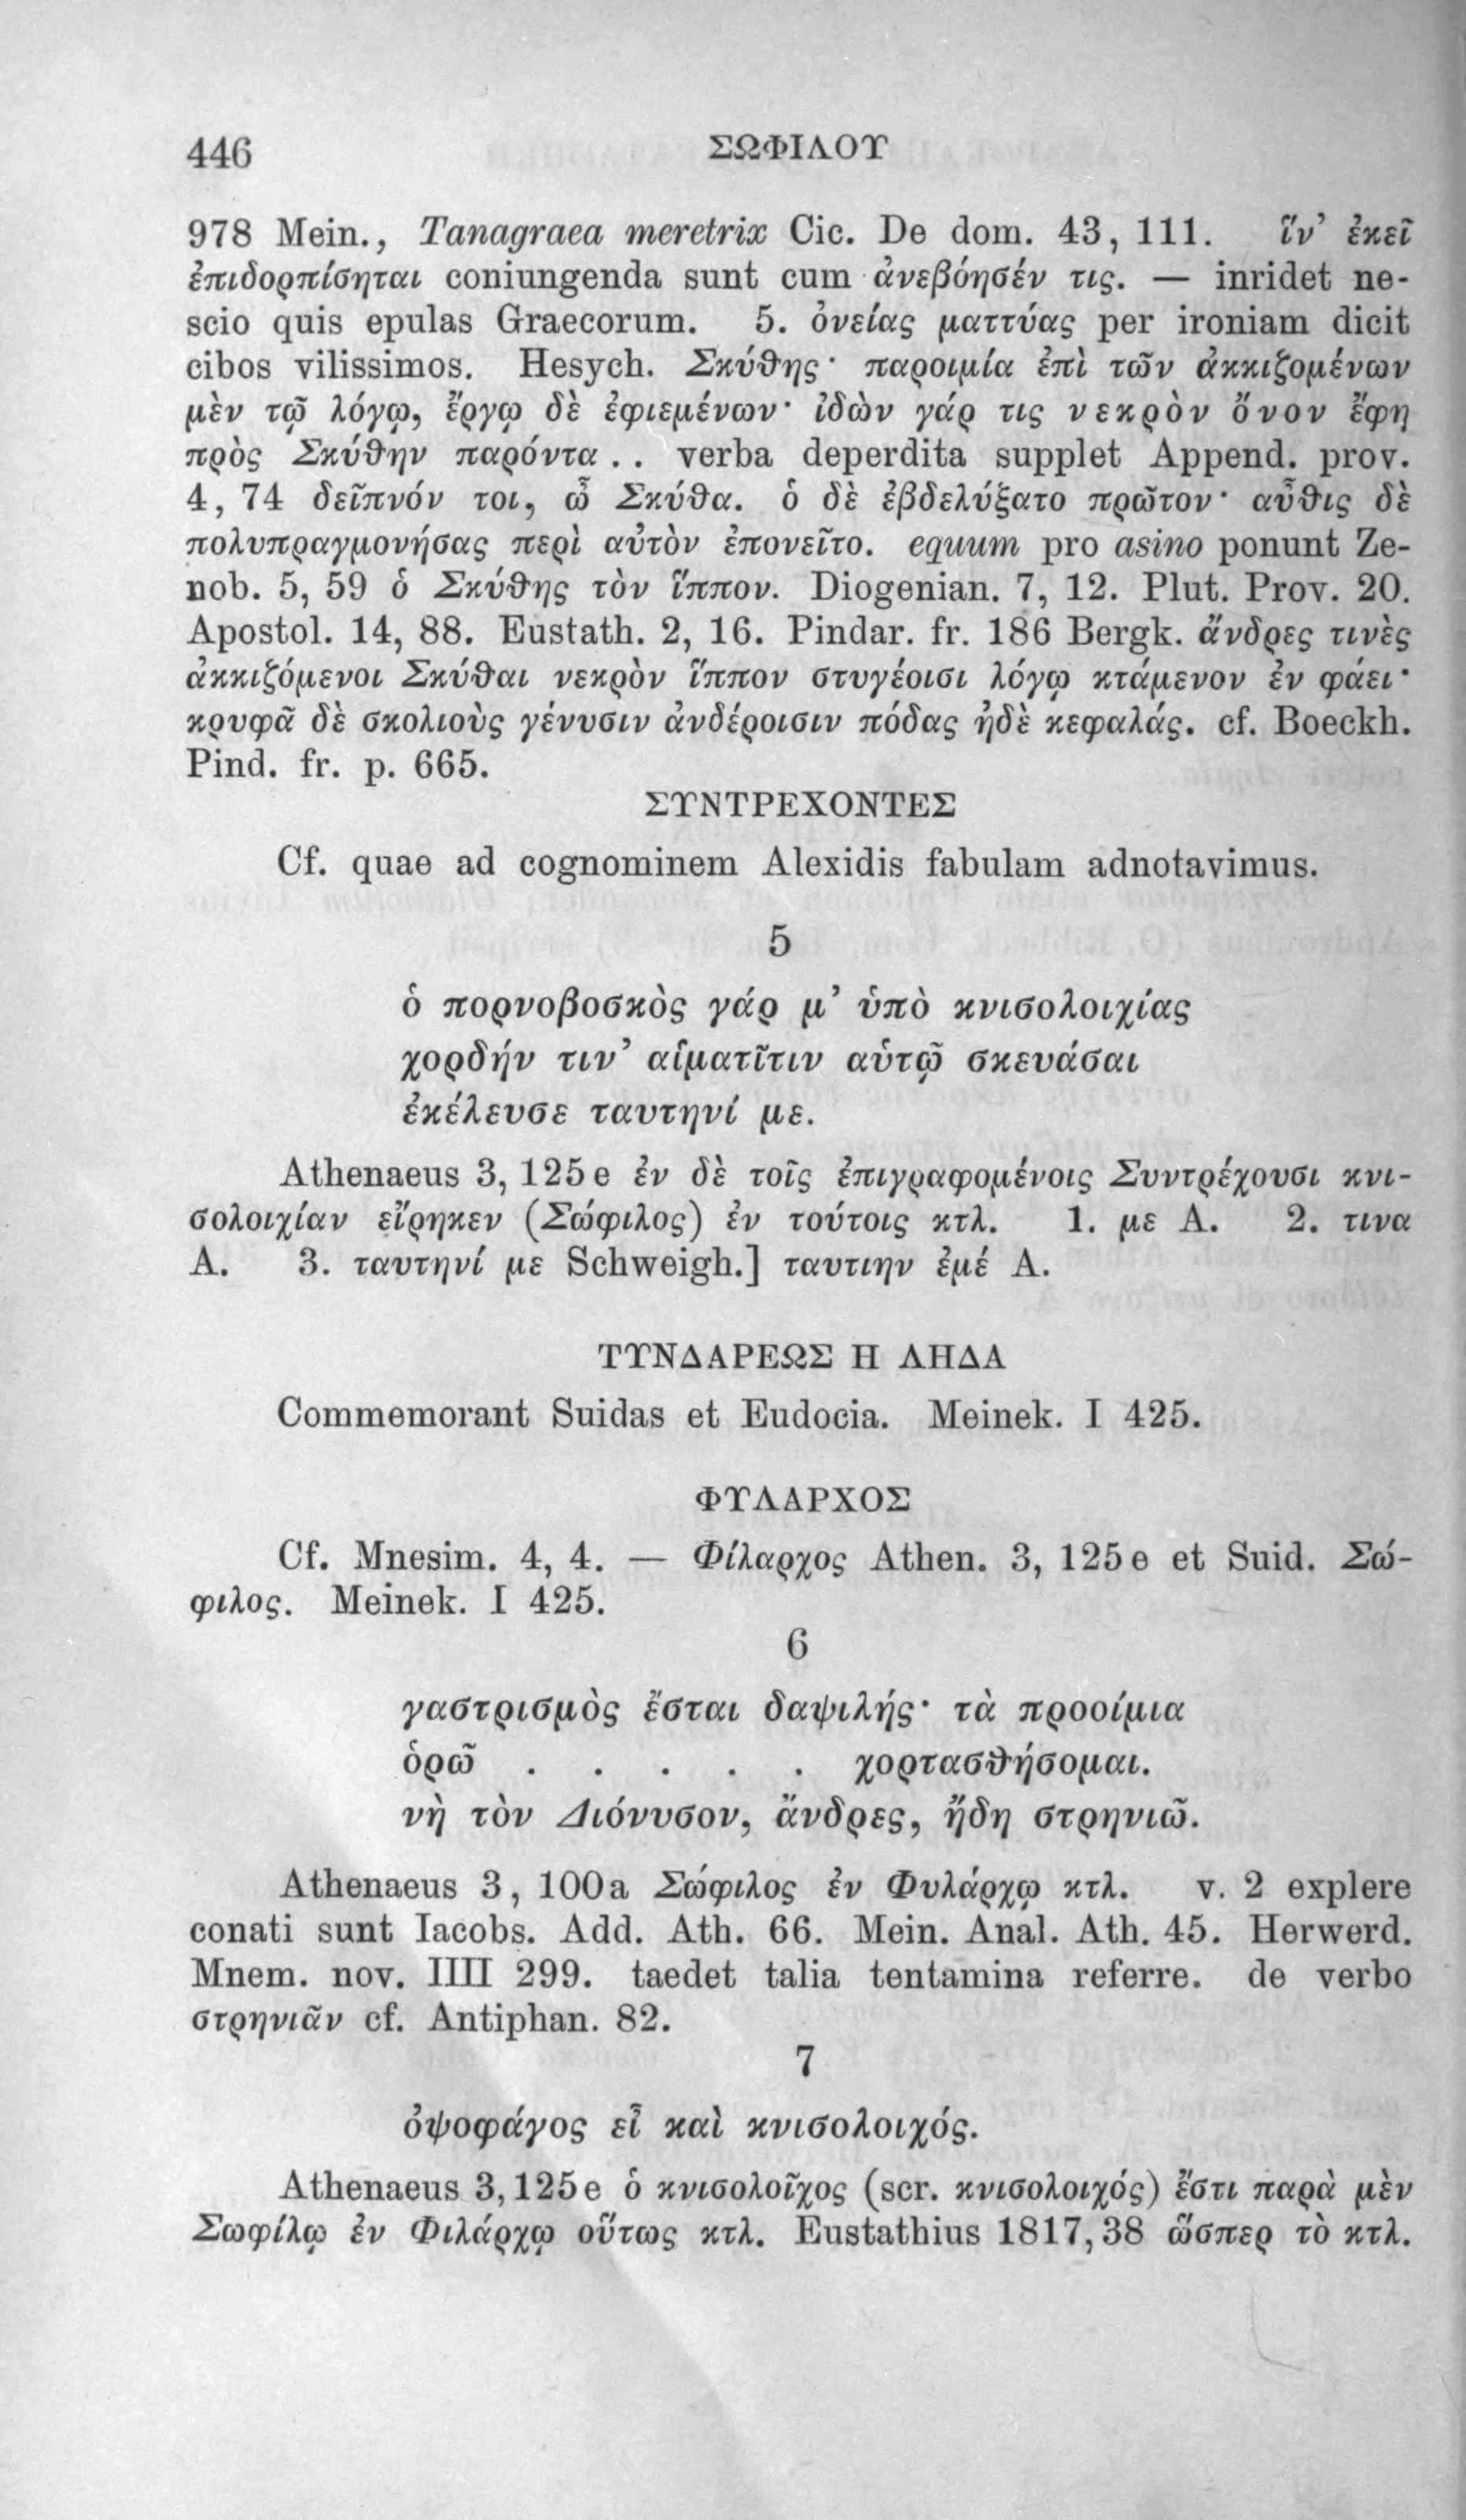 446 ΣΩΦΙΛΟΥ
978 Mein., Tanagraea meretrix Cic. De dom. 43, 111. ἵν’ ἐκεῖ
ἐπιδορπίσηται coniungenda sunt cum ἀνεβόησέν τις. — inridet ne-
scio quis epulas Graecorum. 5. ὀνείας ματτύας per ironiam dicit
cibos vilissimos. Hesych. Σκύθης· παροιμία ἐπὶ τῶν ἀκκιζομένων
μὲν τῷ λόγῳ, ἔργῳ δὲ ἐφιεμένων· ἰδὼν γάρ τις νεκρὸν ὄνον ἔφη
πρὸς Σκύθην παρόντα . . verba deperdita supplet Append. prov.
4, 74 δεῖπνόν τοι, ὦ Σκύθα. ὁ δὲ ἐβδελύξατο πρῶτον· αὖθις δὲ
πολυπραγμονήσας περὶ αὐτὸν ἐπονεῖτο. equum pro asino ponunt Ze-
nob. 5, 59 ὁ Σκύθης τὸν ἵππον. Diogenian. 7, 12. Plut. Prov. 20.
Apostol. 14, 88. Eustath. 2, 16. Pindar. fr. 186 Bergk. ἄνδρες τινὲς
ἀκκιζόμενοι Σκύθαι νεκρὸν ἵππον στυγέοισι λόγῳ κτάμενον ἐν φάει·
κρυφᾶ δὲ σκολιοὺς γένυσιν ἀνδέροισιν πόδας ἠδὲ κεφαλάς. cf. Boeckh.
Pind. fr. p. 665.
ΣΥΝΤΡΕΧΟΝΤΕΣ
Cf. quae ad cognominem Alexidis fabulam adnotavimus.
5
ὁ πορνοβοσκὸς γάρ μ’ ὑπὸ κνισολοιχίας
χορδήν τιν’ αἱματῖτιν αὑτῷ σκευάσαι
ἐκέλευσε ταυτηνί με.
Athenaeus 3, 125 e ἐν δὲ τοῖς ἐπιγραφομένοις Συντρέχουσι κνι-
σολοιχίαν εἴρηκεν (Σώφιλος) ἐν τούτοις κτλ. 1. με A. 2. τινα
A. 3. ταυτηνί με Schweigh.] ταυτιην ἐμέ A.
ΤΥΝΔΑΡΕΩΣ Η ΛΗΔΑ
Commemorant Suidas et Eudocia. Meinek. I 425.
ΦΥΛΑΡΧΟΣ
Cf. Mnesim. 4, 4. — Φίλαρχος Athen. 3, 125 e et Suid. Σώ-
φιλος. Meinek. I 425.
6
γαστρισμὸς ἔσται δαψιλής· τὰ προοίμια
ὁρῶ . . . . . χορτασθήσομαι.
νὴ τὸν Διόνυσον, ἄνδρες, ἤδη στρηνιῶ.
Athenaeus 3, 100 a Σώφιλος ἐν Φυλάρχῳ κτλ. v. 2 explere
conati sunt Iacobs. Add. Ath. 66. Mein. Anal. Ath. 45. Herwerd.
Mnem. nov. IIII 299. taedet talia tentamina referre. de verbo
στρηνιᾶν cf. Antiphan. 82.
7
ὀψοφάγος εἶ καὶ κνισολοιχός.
Athenaeus 3, 125 e ὁ κνισολοῖχος (scr. κνισολοιχός) ἔστι παρὰ μὲν
Σωφίλῳ ἐν Φιλάρχῳ οὕτως κτλ. Eustathius 1817, 38 ὥσπερ τὸ κτλ.